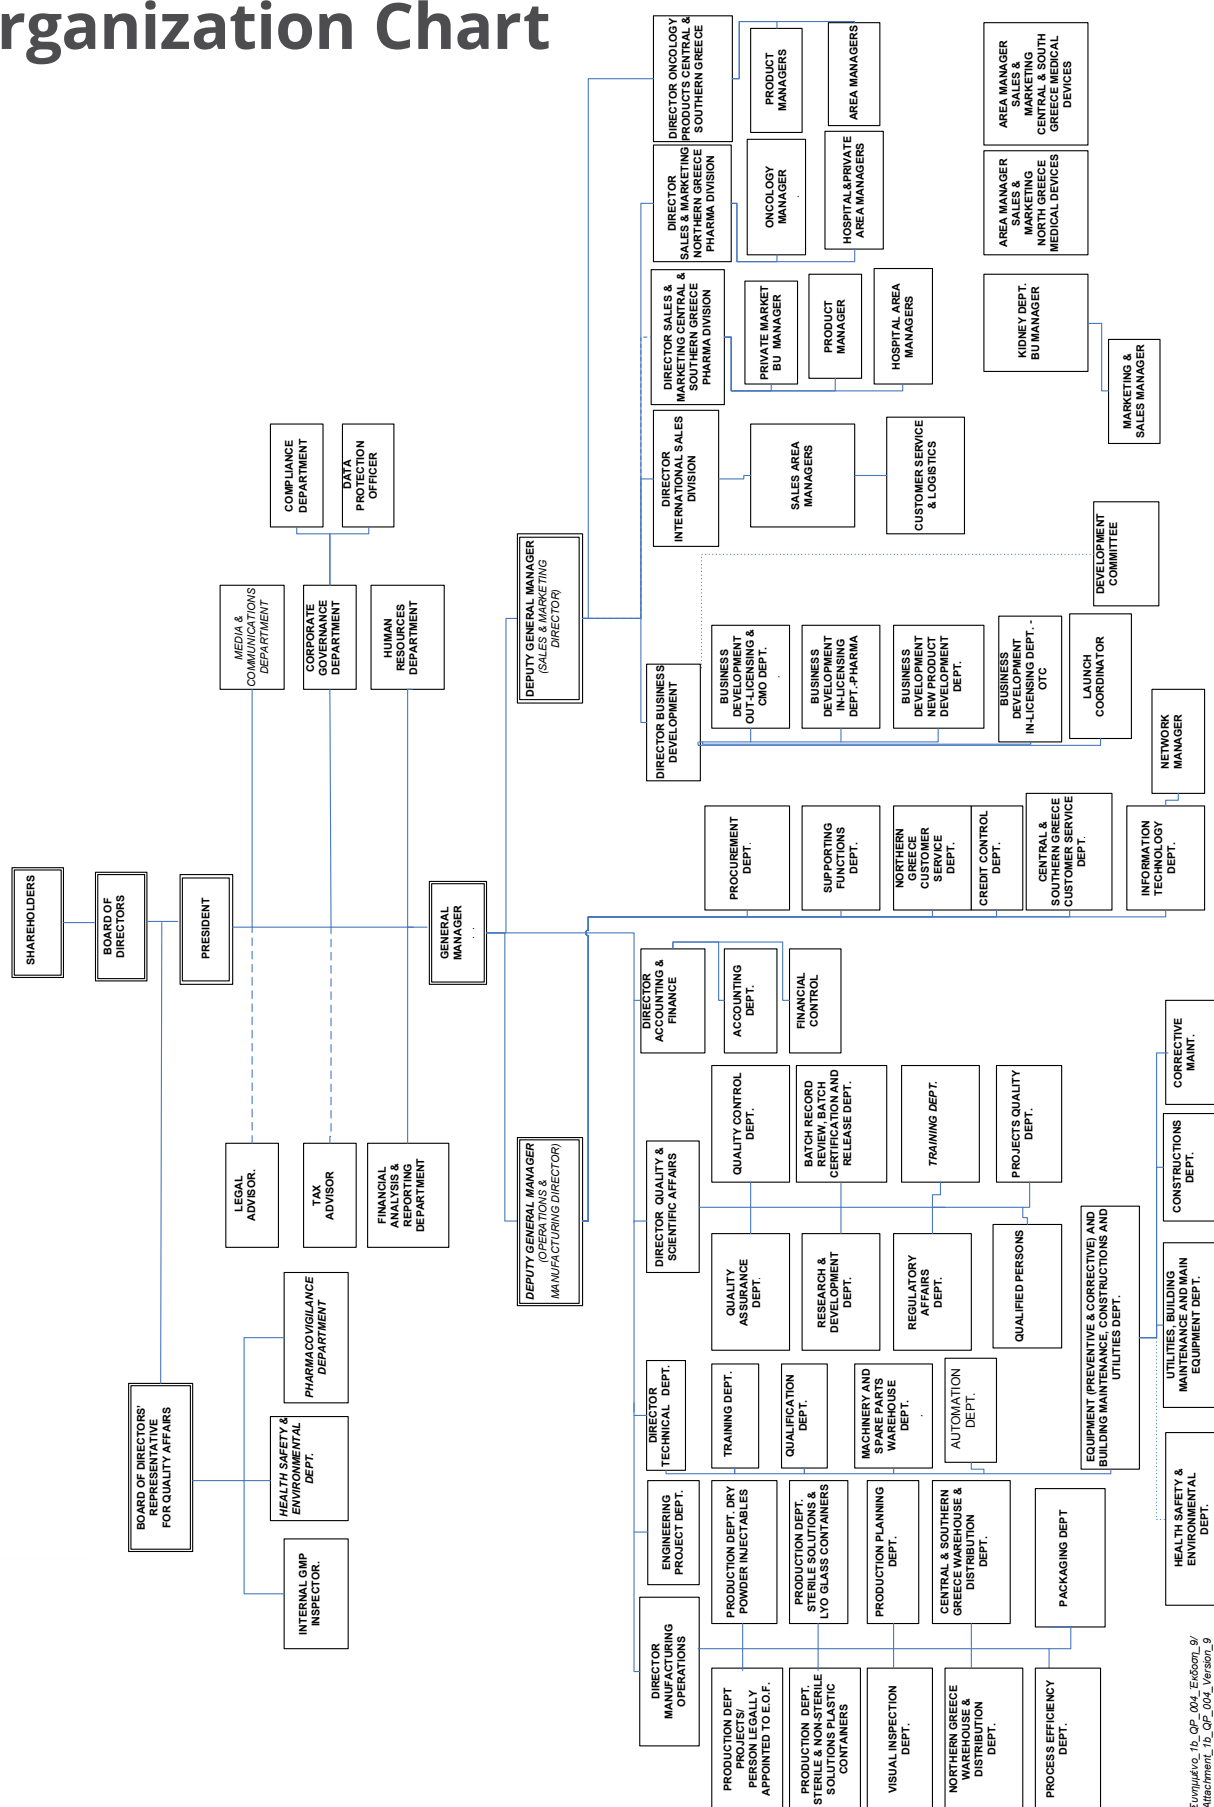 rganization Chart
SHAREHOLDERS
BOARD OF
DIRECTORS
PRESIDENT
BOARD OF DIRECTORS'
REPRESENTATIVE
FOR QUALITY AFFAIRS
INTERNAL GMP
INSPECTOR.
HEALTH SAFETY &
ENVIRONMENTAL
DEPT.
PHARMACOVIGILANCE
DEPARTMENT
LEGAL
ADVISOR.
TAX
ADVISOR
FINANCIAL
ANALYSIS &
REPORTING
DEPARTMENT
MEDIA &
COMMUNICATIONS
DEPARTMENT
CORPORATE
GOVERNANCE
DEPARTMENT
HUMAN
RESOURCES
DEPARTMENT
COMPLIANCE
DEPARTMENT
DATA
PROTECTION
OFFICER
GENERAL
MANAGER
. .
DEPUTY GENERAL MANAGER
(OPERATIONS &
MANUFACTURING DIRECTOR)
DEPUTY GENERAL MANAGER
(SALES & MARKETING
DIRECTOR)
DIRECTOR
MANUFACTURING
OPERATIONS
PRODUCTION DEPT
PROJECTS/
PERSON LEGALLY
APPOINTED TO E.O.F.
PRODUCTION DEPT.
STERILE & NON-STERILE
SOLUTIONS PLASTIC
CONTAINERS
VISUAL INSPECTION
DEPT.
NORTHERN GREECE
WAREHOUSE &
DISTRIBUTION
DEPT.
PROCESS EFFICIENCY
DEPT.
PRODUCTION DEPT. DRY
POWDER INJECTABLES
PRODUCTION DEPT.
STERILE SOLUTIONS &
LYO GLASS CONTAINERS
PRODUCTION PLANNING
DEPT.
CENTRAL & SOUTHERN
GREECE WAREHOUSE &
DISTRIBUTION
DEPT.
PACKAGING DEPT
ENGINEERING
PROJECT DEPT.
DIRECTOR
TECHNICAL DEPT.
TRAINING DEPT.
QUALIFICATION
DEPT.
MACHINERY AND
SPARE PARTS
WAREHOUSE
DEPT.
.
AUTOMATION
DEPT.
EQUIPMENT (PREVENTIVE & CORRECTIVE) AND
BUILDING MAINTENANCE, CONSTRUCTIONS AND
UTILITIES DEPT.
HEALTH SAFETY &
ENVIRONMENTAL
DEPT.
UTILITIES, BUILDING
MAINTENANCE AND MAIN
EQUIPMENT DEPT.
CONSTRUCTIONS
DEPT.
CORRECTIVE
MAINT.
DIRECTOR QUALITY &
SCIENTIFIC AFFAIRS
QUALITY
ASSURANCE
DEPT.
RESEARCH &
DEVELOPMENT
DEPT.
REGULATORY
AFFAIRS
DEPT.
QUALIFIED PERSONS
QUALITY CONTROL
DEPT.
BATCH RECORD
REVIEW, BATCH
CERTIFICATION AND
RELEASE DEPT.
TRAINING DEPT.
PROJECTS QUALITY
DEPT.
DIRECTOR
ACCOUNTING &
FINANCE
ACCOUNTING
DEPT.
FINANCIAL
CONTROL
PROCUREMENT
DEPT.
SUPPORTING
FUNCTIONS
DEPT.
NORTHERN
GREECE
CUSTOMER
SERVICE
DEPT.
CREDIT CONTROL
DEPT.
CENTRAL &
SOUTHERN GREECE
CUSTOMER SERVICE
DEPT.
INFORMATION
TECHNOLOGY
DEPT.
NETWORK
MANAGER
DIRECTOR BUSINESS
DEVELOPMENT
BUSINESS
DEVELOPMENT
OUT-LICENSING &
CMO DEPT.
.
BUSINESS
DEVELOPMENT
IN-LICENSING
DEPT.-PHARMA
BUSINESS
DEVELOPMENT
NEW PRODUCT
DEVELOPMENT
DEPT.
BUSINESS
DEVELOPMENT
IN-LICENSING DEPT. -
OTC
LAUNCH
COORDINATOR
DEVELOPMENT
COMMITTEE
DIRECTOR
INTERNATIONAL SALES
DIVISION
SALES AREA
MANAGERS
CUSTOMER SERVICE
& LOGISTICS
DIRECTOR SALES &
MARKETING CENTRAL &
SOUTHERN GREECE
PHARMA DIVISION
PRIVATE MARKET
BU MANAGER
PRODUCT
MANAGER
HOSPITAL AREA
MANAGERS
DIRECTOR
SALES & MARKETING
NORTHERN GREECE
PHARMA DIVISION
ONCOLOGY
MANAGER
.
HOSPITAL&PRIVATE
AREA MANAGERS
DIRECTOR ONCOLOGY
PRODUCTS CENTRAL &
SOUTHERN GREECE
PRODUCT
MANAGERS
AREA MANAGERS
KIDNEY DEPT.
BU MANAGER
MARKETING &
SALES MANAGER
AREA MANAGER
SALES &
MARKETING
NORTH GREECE
MEDICAL DEVICES
AREA MANAGER
SALES &
MARKETING
CENTRAL & SOUTH
GREECE MEDICAL
DEVICES
Συνημμένο_1b_QP_004_Έκδοση_9/
Attachment_1b_QP_004_Version_9